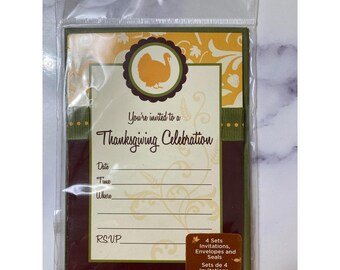 You're invited to a
Thanksgiving Celebration
Date
Time
Where
RSVP
4 Sets
Invitations,
Envelopes and
Seals
Sets de 4
Invitations